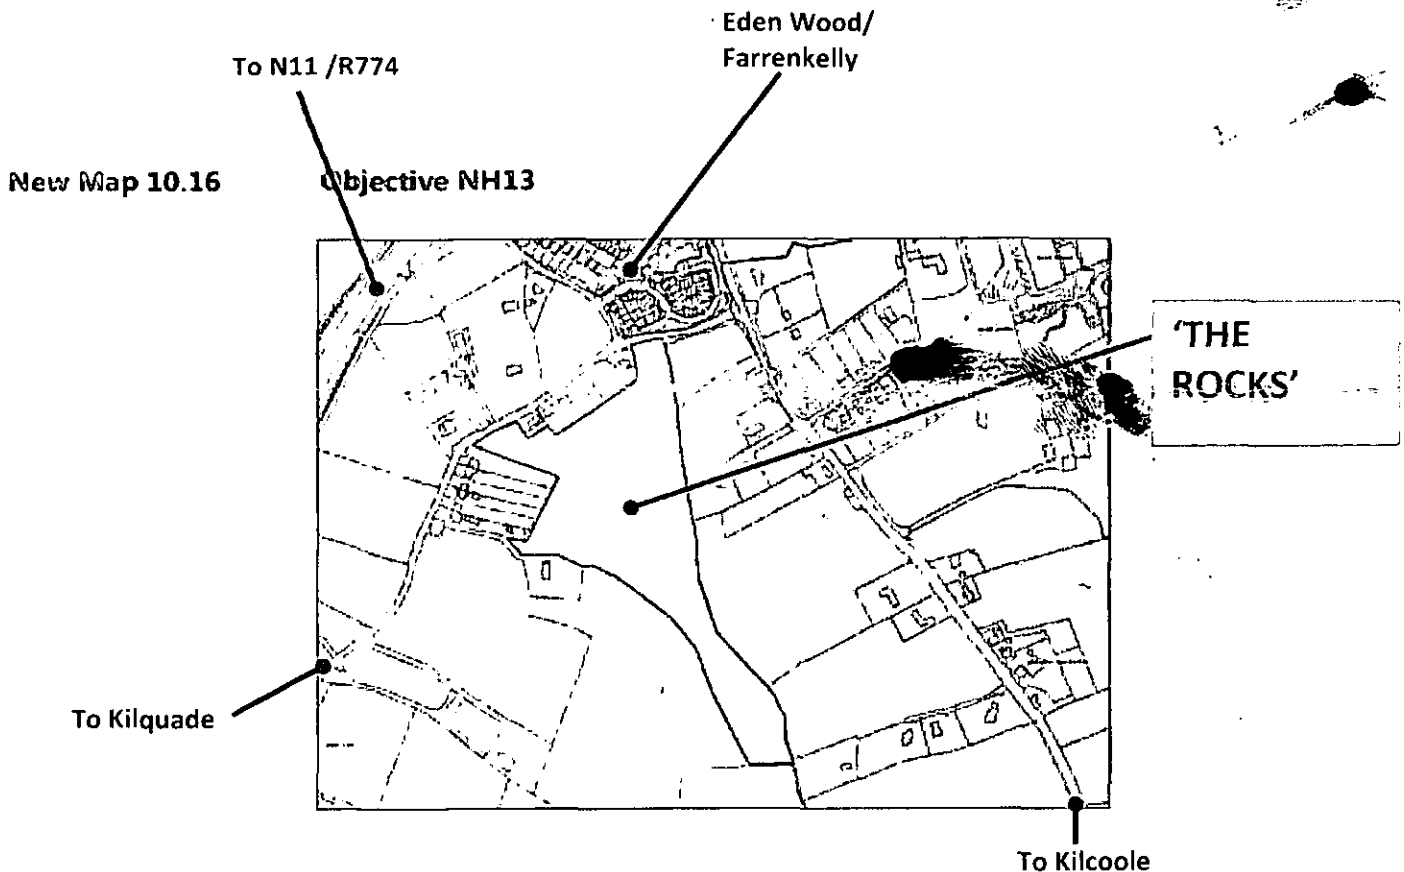 Eden Wood/
Farrenkelly
To N11 /R774
New Map 10.16 Objective NH13
'THE
ROCKS'
To Kilquade
To Kilcoole